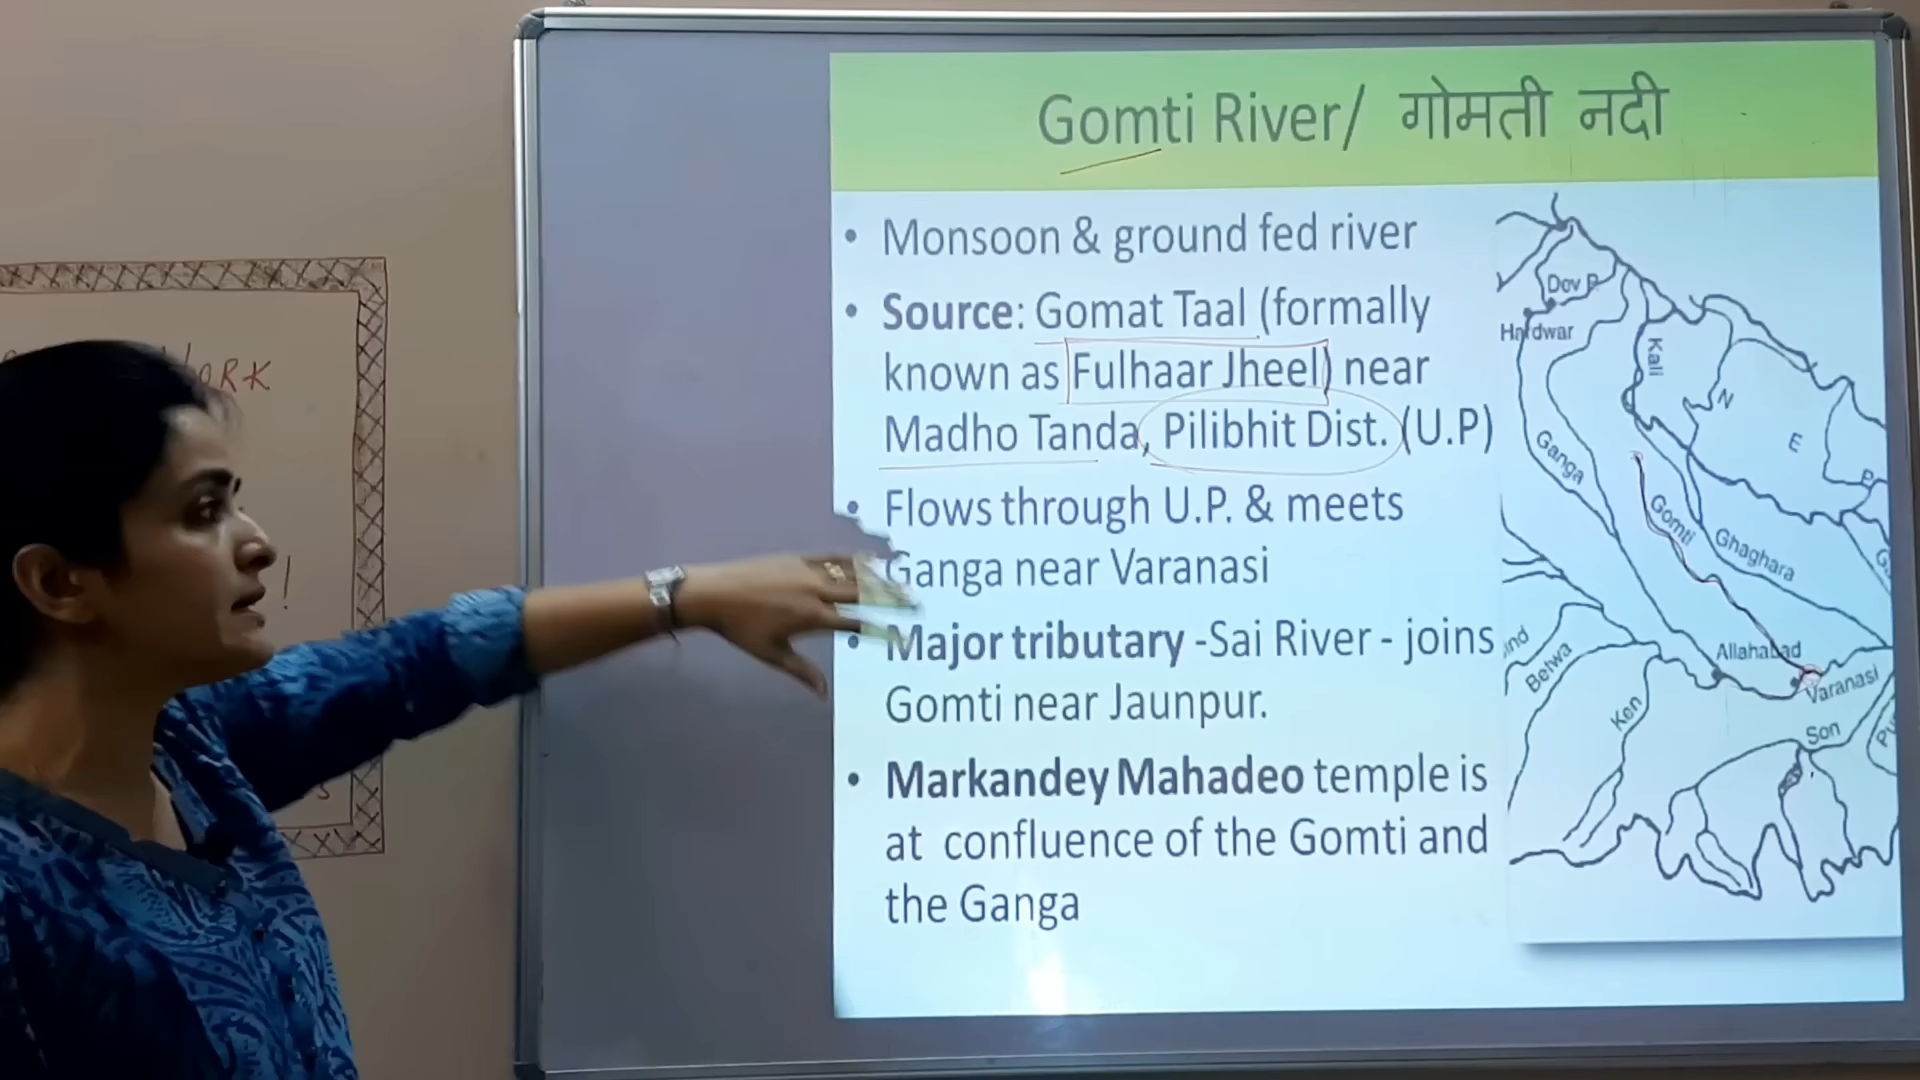 Gomti River/ गोमती नदी
• Monsoon & ground fed river
• Source: Gomat Taal (formally
known as Fulhaar Jheel) near
Madho Tanda, Pilibhit Dist. (U.P)
• Flows through U.P. & meets
Ganga near Varanasi
• Major tributary -Sai River - joins
Gomti near Jaunpur.
• Markandey Mahadeo temple is
at confluence of the Gomti and
the Ganga
Dov P
Hardwar
Kali
N
E
P
Ganga
Gomti
Ghaghara
Allahabad
Varanasi
Betwa
Ken
Son
ORK
!